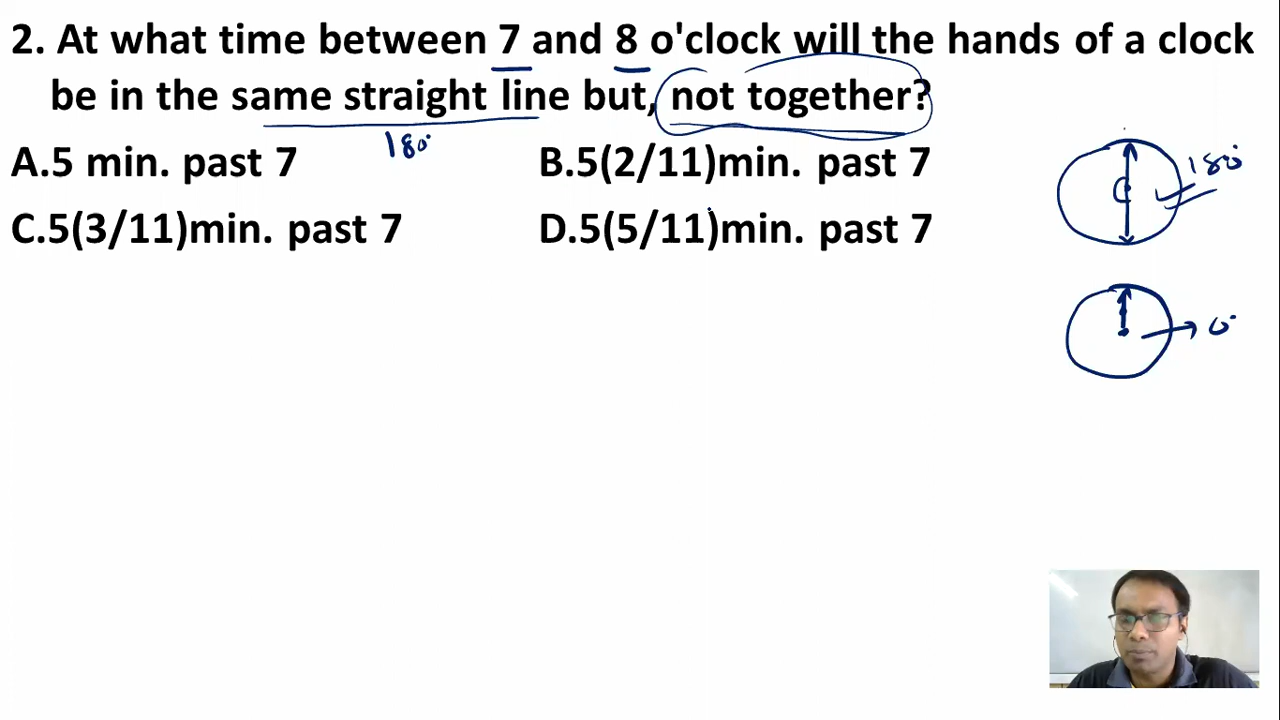 2. At what time between 7 and 8 o'clock will the hands of a clock
be in the same straight line but, not together?
180°
A.5 min. past 7
B.5(2/11)min. past 7
C.5(3/11)min. past 7
D.5(5/11)min. past 7
180°
0°